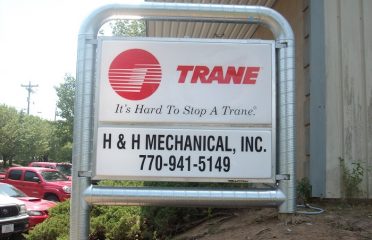 TRANE
It's Hard To Stop A Trane.®
H & H MECHANICAL, INC.
770-941-5149